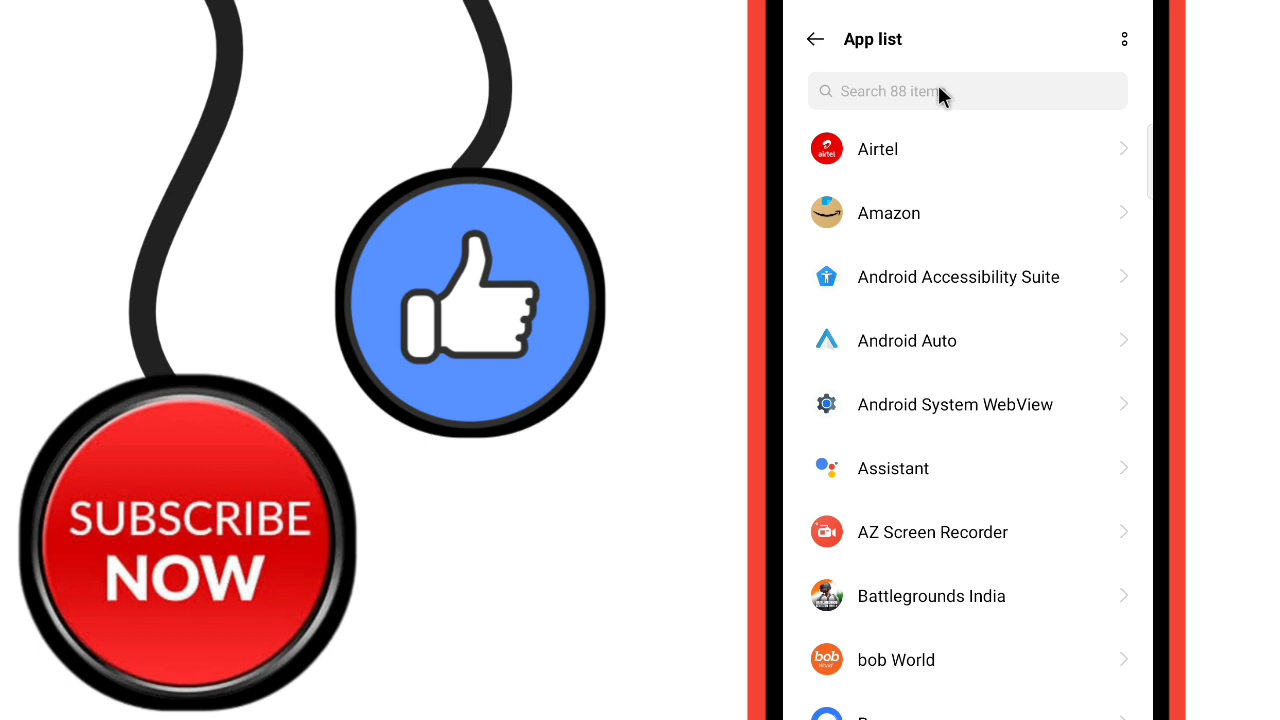 SUBSCRIBE
NOW
App list
Search 88 item
airtel
Airtel
Amazon
Android Accessibility Suite
Android Auto
Android System WebView
Assistant
AZ Screen Recorder
Battlegrounds India
bob
World
bob World